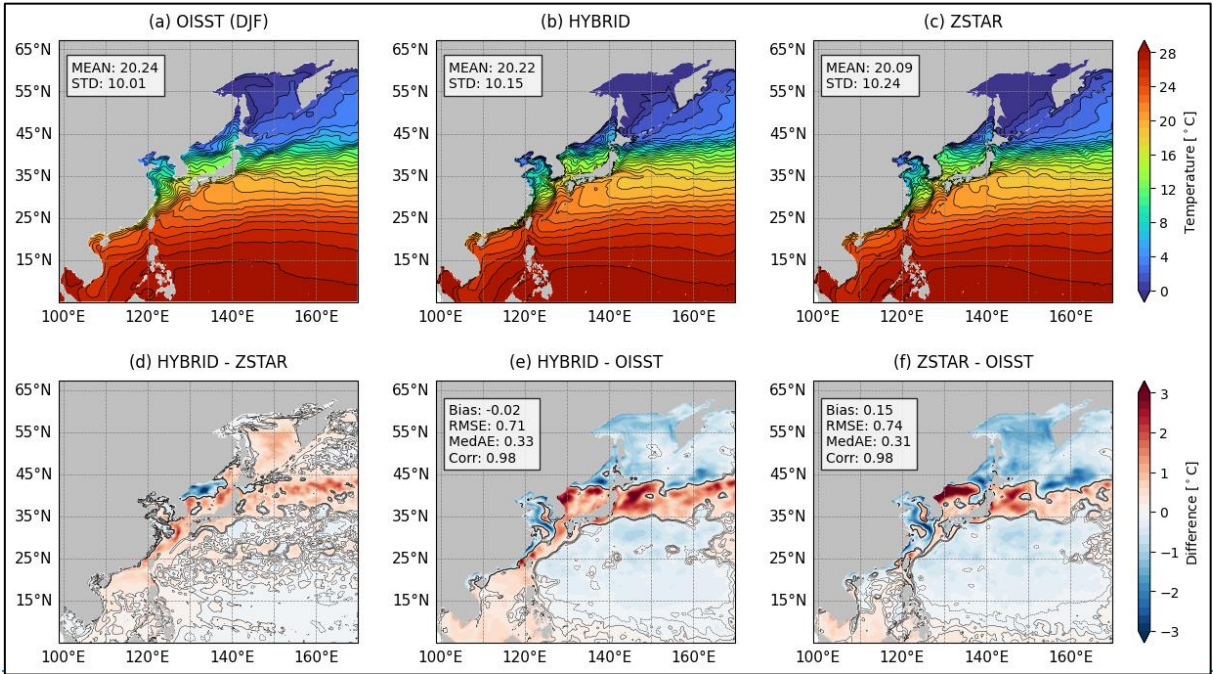 (a) OISST (DJF)
(b) HYBRID
(c) ZSTAR
65°N
55°N
45°N
35°N
25°N
15°N
MEAN: 20.24
STD: 10.01
100°E 120°E 140°E 160°E
65°N
55°N
45°N
35°N
25°N
15°N
MEAN: 20.22
STD: 10.15
100°E 120°E 140°E 160°E
65°N
55°N
45°N
35°N
25°N
15°N
MEAN: 20.09
STD: 10.24
100°E 120°E 140°E 160°E
28
24
20
16
12
8
4
0
Temperature [°C]
(d) HYBRID - ZSTAR
(e) HYBRID - OISST
(f) ZSTAR - OISST
65°N
55°N
45°N
35°N
25°N
15°N
100°E 120°E 140°E 160°E
65°N
55°N
45°N
35°N
25°N
15°N
Bias: -0.02
RMSE: 0.71
MedAE: 0.33
Corr: 0.98
100°E 120°E 140°E 160°E
65°N
55°N
45°N
35°N
25°N
15°N
Bias: 0.15
RMSE: 0.74
MedAE: 0.31
Corr: 0.98
100°E 120°E 140°E 160°E
3
2
1
0
−1
−2
−3
Difference [°C]